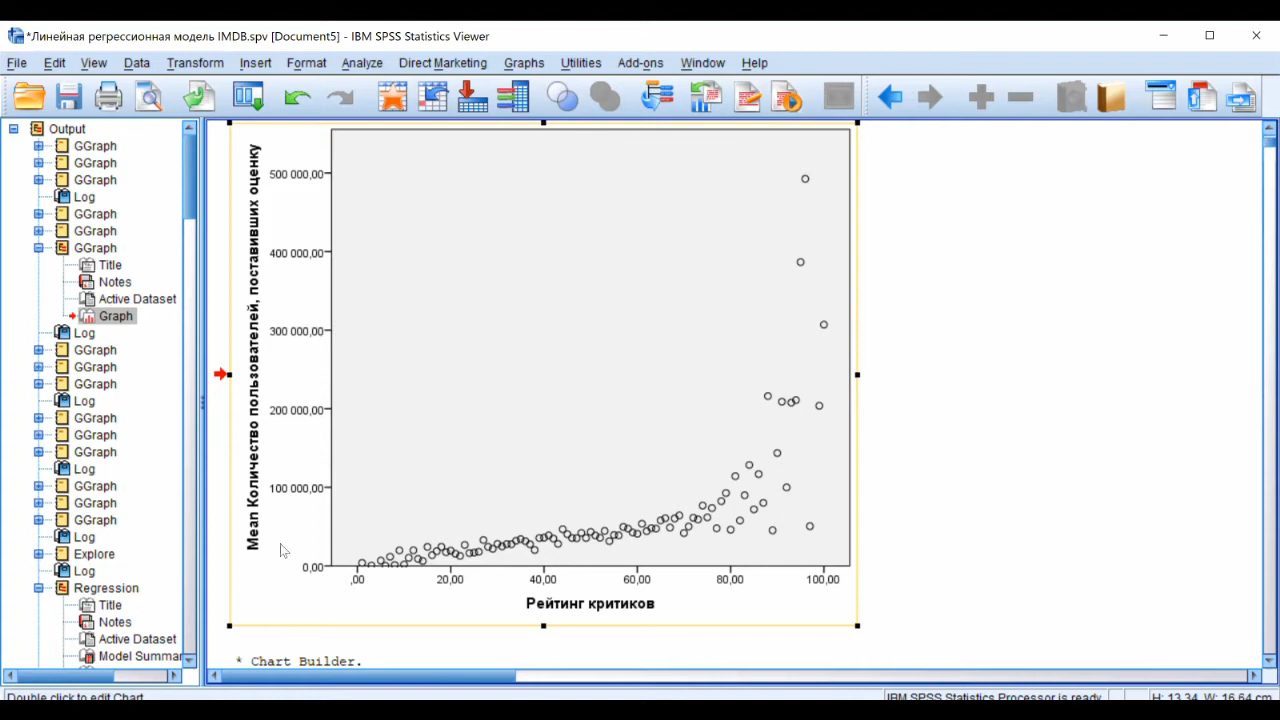 *Линейная регрессионная модель IMDB.spv [Document5] - IBM SPSS Statistics Viewer
File Edit View Data Transform Insert Format Analyze Direct Marketing Graphs Utilities Add-ons Window Help
Output
GGraph
GGraph
GGraph
Log
GGraph
GGraph
GGraph
Title
Notes
Active Dataset
Graph
Log
GGraph
GGraph
GGraph
Log
GGraph
GGraph
GGraph
Log
GGraph
GGraph
GGraph
Log
Explore
Log
Regression
Title
Notes
Active Dataset
Model Summar
Mean Количество пользователей, поставивших оценку
500 000,00
400 000,00
300 000,00
200 000,00
100 000,00
0,00
,00 20,00 40,00 60,00 80,00 100,00
Рейтинг критиков
* Chart Builder.
Double click to edit Chart
IBM SPSS Statistics Processor is ready
H: 13.34, W: 16.64 cm